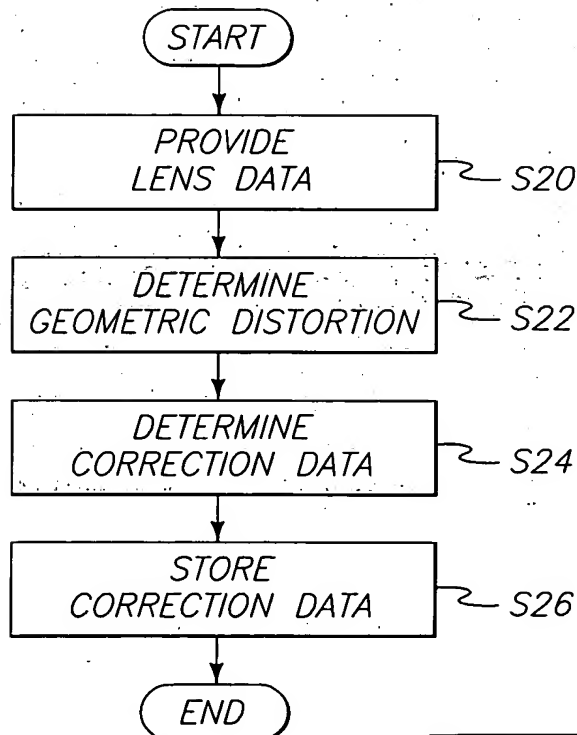 START
PROVIDE
LENS DATA
S20
DETERMINE
GEOMETRIC DISTORTION
S22
DETERMINE
CORRECTION DATA
S24
STORE
CORRECTION DATA
S26
END